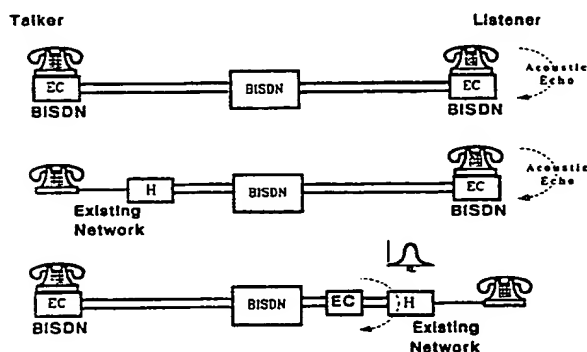 Talker
Listener
EC
BISDN
BISDN
EC
BISDN
Acoustic
Echo
H
Existing
Network
BISDN
EC
BISDN
Acoustic
Echo
EC
BISDN
BISDN
EC
H
Existing
Network